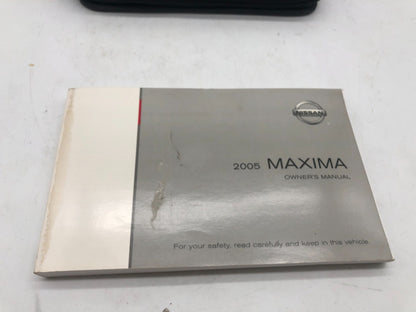 NISSAN
2005 MAXIMA
OWNER'S MANUAL
For your safety, read carefully and keep in this vehicle.